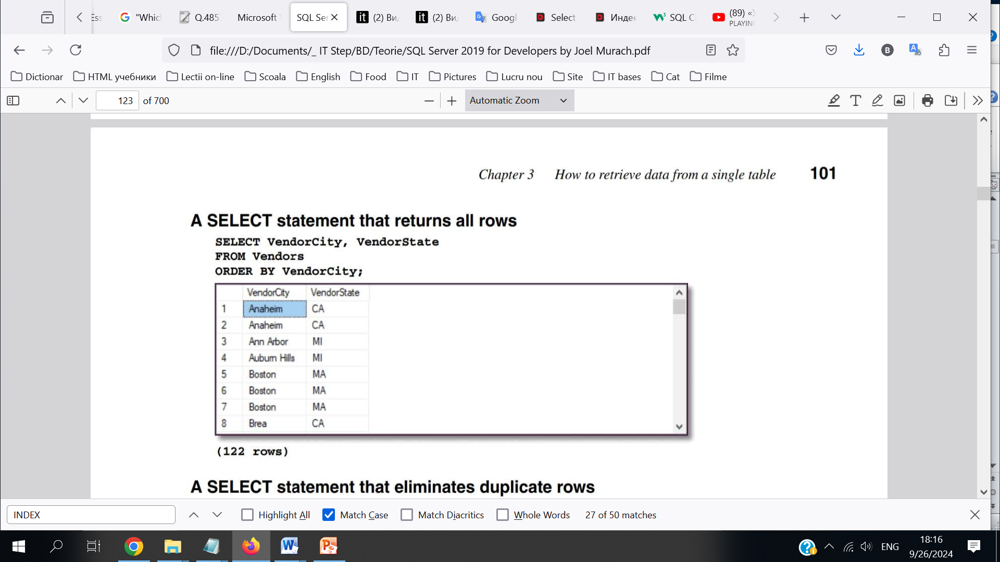 Ess
"Whicl
Q.485:
Microsoft
SQL Ser
(2) Ви
(2) Ви
Googl
Select
Индек
SQL C
(89) «
PLAYING
file:///D:/Documents/_ IT Step/BD/Teorie/SQL Server 2019 for Developers by Joel Murach.pdf
Dictionar HTML учебники Lectii on-line Scoala English Food IT Pictures Lucru nou Site IT bases Cat Filme
123 of 700 Automatic Zoom
Chapter 3 How to retrieve data from a single table 101
A SELECT statement that returns all rows
SELECT VendorCity, VendorState
FROM Vendors
ORDER BY VendorCity;
VendorCity VendorState
1 Anaheim CA
2 Anaheim CA
3 Ann Arbor MI
4 Auburn Hills MI
5 Boston MA
6 Boston MA
7 Boston MA
8 Brea CA
(122 rows)
A SELECT statement that eliminates duplicate rows
INDEX Highlight All Match Case Match Diacritics Whole Words 27 of 50 matches
ENG
18:16
9/26/2024